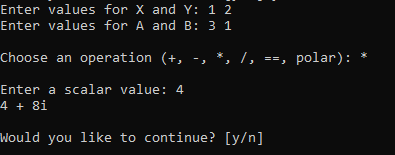 Enter values for X and Y: 1 2
Enter values for A and B: 3 1
Choose an operation (+, -, *, /, ==, polar): *
Enter a scalar value: 4
4 + 8i
Would you like to continue? [y/n]